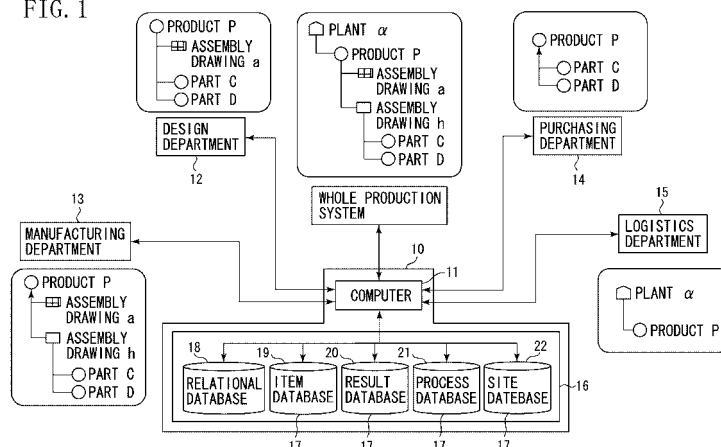 FIG. 1
PRODUCT P
ASSEMBLY
DRAWING a
PART C
PART D
DESIGN
DEPARTMENT
12
PLANT α
PRODUCT P
ASSEMBLY
DRAWING a
ASSEMBLY
DRAWING h
PART C
PART D
WHOLE PRODUCTION
SYSTEM
PRODUCT P
PART C
PART D
PURCHASING
DEPARTMENT
14
13
MANUFACTURING
DEPARTMENT
PRODUCT P
ASSEMBLY
DRAWING a
ASSEMBLY
DRAWING h
PART C
PART D
15
LOGISTICS
DEPARTMENT
PLANT α
PRODUCT P
10
11
COMPUTER
18
RELATIONAL
DATABASE
19
ITEM
DATABASE
17
20
RESULT
DATABASE
17
21
PROCESS
DATABASE
17
22
SITE
DATEBASE
17
16